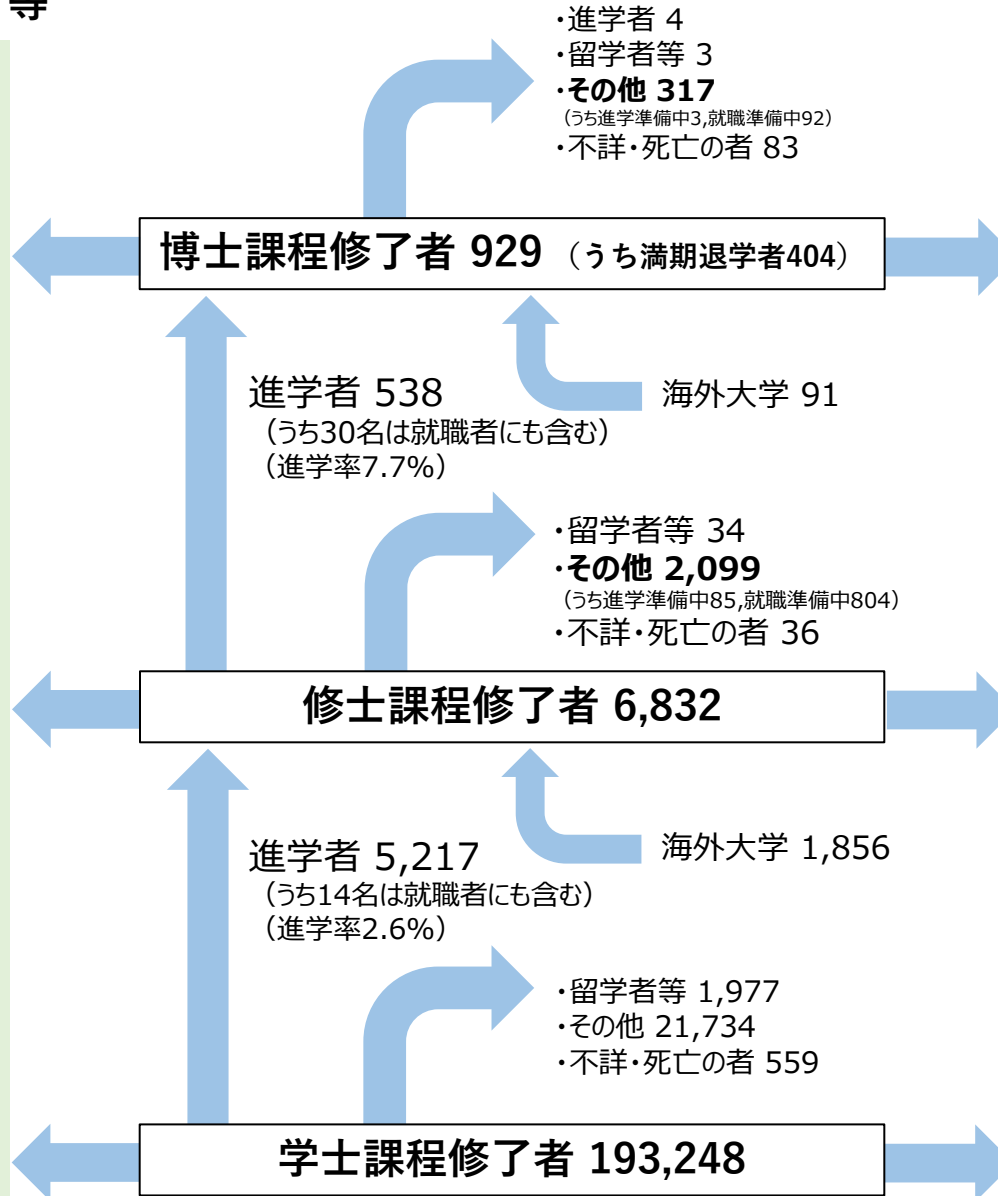 等
・進学者 4
・留学者等 3
・その他 317
（うち進学準備中3,就職準備中92）
・不詳・死亡の者 83
博士課程修了者 929 （うち満期退学者404）
進学者 538
（うち30名は就職者にも含む）
（進学率7.7%）
海外大学 91
・留学者等 34
・その他 2,099
（うち進学準備中85,就職準備中804）
・不詳・死亡の者 36
修士課程修了者 6,832
進学者 5,217
（うち14名は就職者にも含む）
（進学率2.6%）
海外大学 1,856
・留学者等 1,977
・その他 21,734
・不詳・死亡の者 559
学士課程修了者 193,248